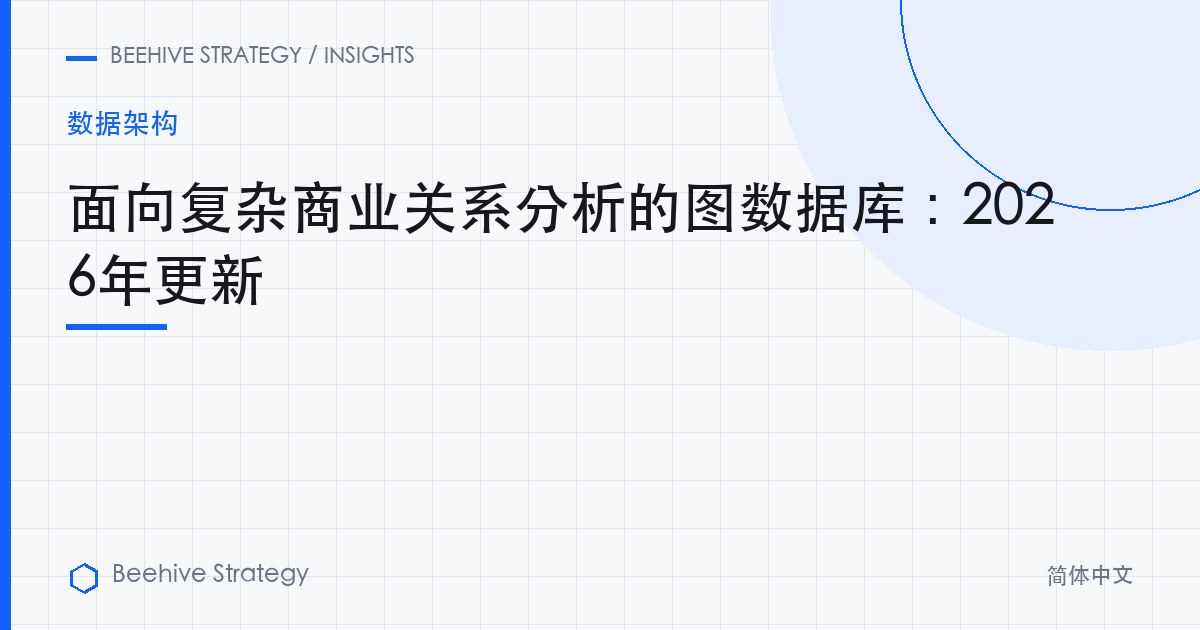 BEEHIVE STRATEGY / INSIGHTS
数据架构
面向复杂商业关系分析的图数据库：202
6年更新
Beehive Strategy
简体中文